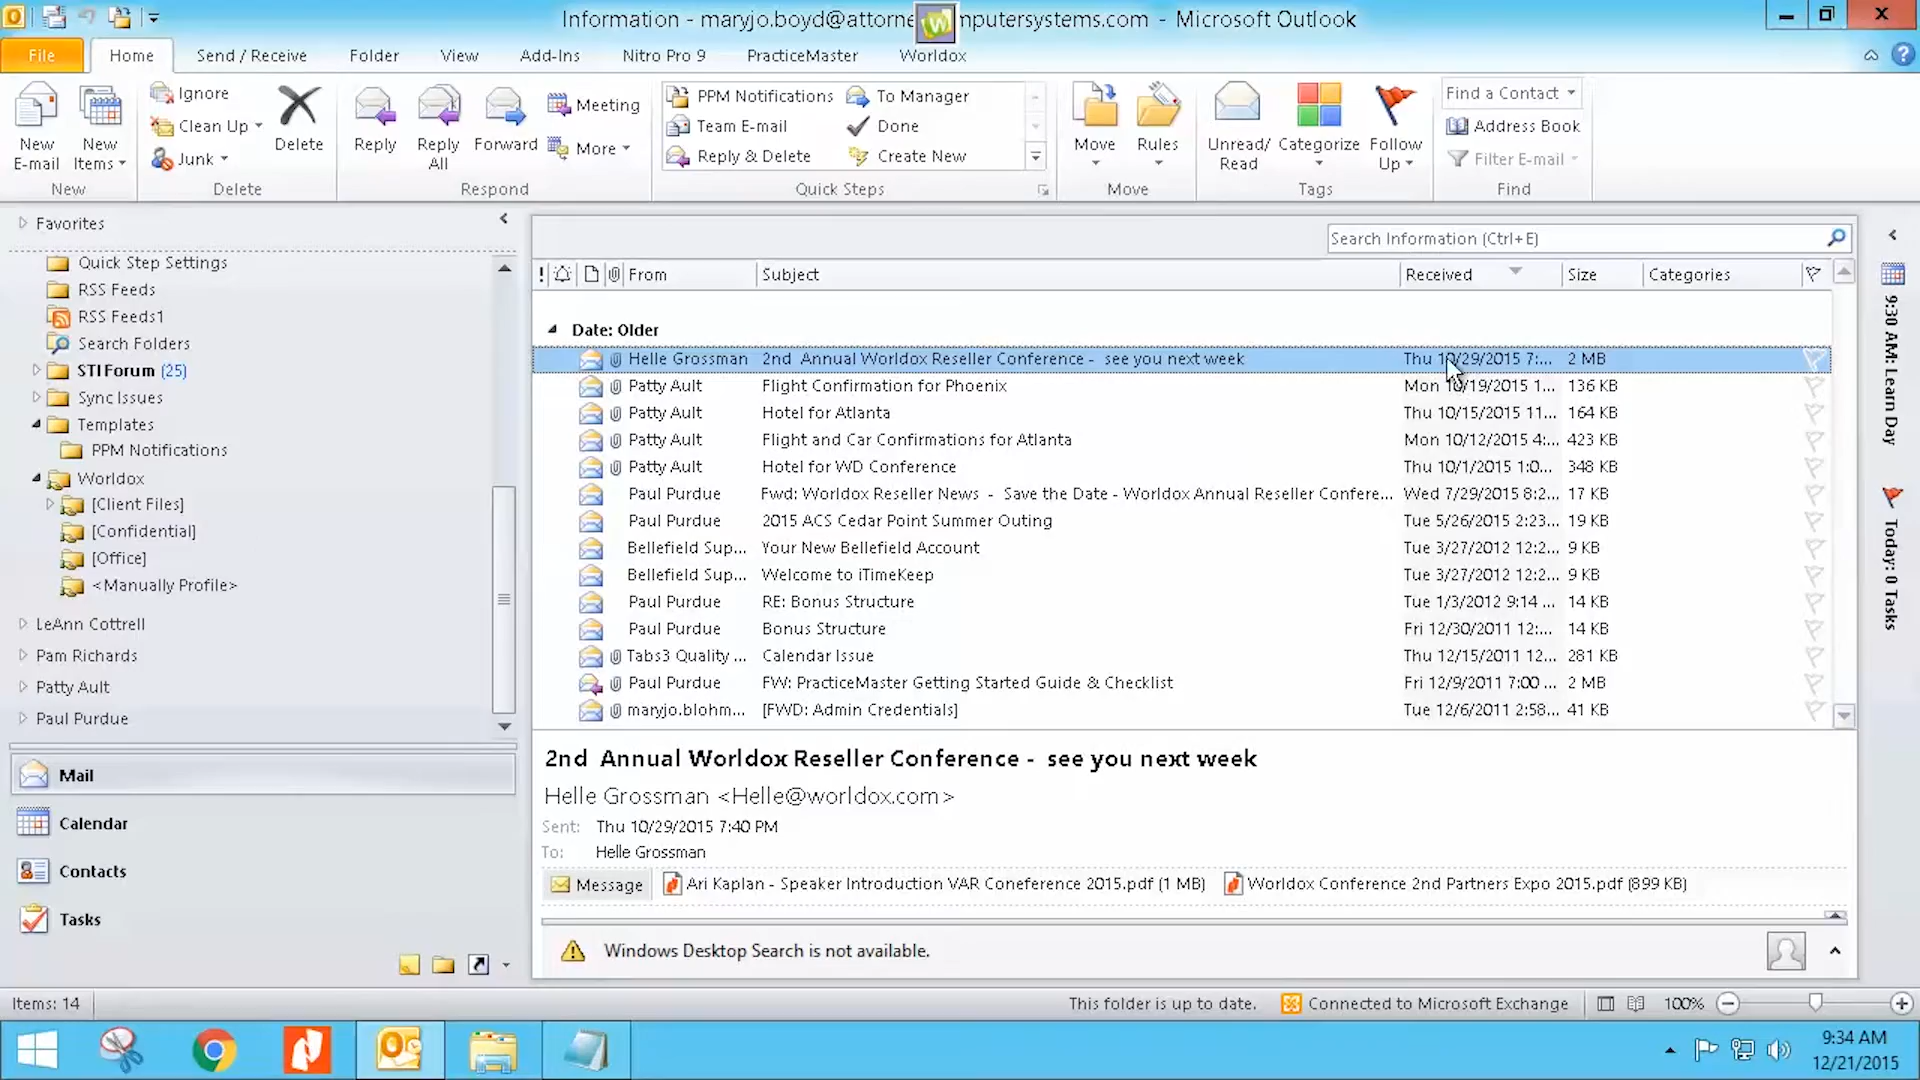 Information - maryjo.boyd@attorne mputersystems.com - Microsoft Outlook
File Home Send / Receive Folder View Add-Ins Nitro Pro 9 PracticeMaster Worldox
New E-mail
New Items
New
Ignore
Clean Up
Junk
Delete
Delete
Reply
Reply All
Forward
Meeting
More
Respond
PPM Notifications
To Manager
Team E-mail
Done
Reply & Delete
Create New
Quick Steps
Move
Rules
Move
Unread/ Read
Categorize
Follow Up
Tags
Find a Contact
Address Book
Filter E-mail
Find
Favorites
Quick Step Settings
RSS Feeds
RSS Feeds1
Search Folders
STI Forum (25)
Sync Issues
Templates
PPM Notifications
Worldox
[Client Files]
[Confidential]
[Office]
<Manually Profile>
LeAnn Cottrell
Pam Richards
Patty Ault
Paul Purdue
Mail
Calendar
Contacts
Tasks
Search Information (Ctrl+E)
! From Subject Received Size Categories
Date: Older
Helle Grossman 2nd Annual Worldox Reseller Conference - see you next week Thu 10/29/2015 7:... 2 MB
Patty Ault Flight Confirmation for Phoenix Mon 10/19/2015 1... 136 KB
Patty Ault Hotel for Atlanta Thu 10/15/2015 11... 164 KB
Patty Ault Flight and Car Confirmations for Atlanta Mon 10/12/2015 4:... 423 KB
Patty Ault Hotel for WD Conference Thu 10/1/2015 1:0... 348 KB
Paul Purdue Fwd: Worldox Reseller News - Save the Date - Worldox Annual Reseller Confere... Wed 7/29/2015 8:2... 17 KB
Paul Purdue 2015 ACS Cedar Point Summer Outing Tue 5/26/2015 2:23... 19 KB
Bellefield Sup... Your New Bellefield Account Tue 3/27/2012 12:2... 9 KB
Bellefield Sup... Welcome to iTimeKeep Tue 3/27/2012 12:2... 9 KB
Paul Purdue RE: Bonus Structure Tue 1/3/2012 9:14 ... 14 KB
Paul Purdue Bonus Structure Fri 12/30/2011 12:... 14 KB
Tabs3 Quality ... Calendar Issue Thu 12/15/2011 12... 281 KB
Paul Purdue FW: PracticeMaster Getting Started Guide & Checklist Fri 12/9/2011 7:00 ... 2 MB
maryjo.blohm... [FWD: Admin Credentials] Tue 12/6/2011 2:58... 41 KB
2nd Annual Worldox Reseller Conference - see you next week
Helle Grossman <Helle@worldox.com>
Sent: Thu 10/29/2015 7:40 PM
To: Helle Grossman
Message Ari Kaplan - Speaker Introduction VAR Coneference 2015.pdf (1 MB) Worldox Conference 2nd Partners Expo 2015.pdf (899 KB)
Windows Desktop Search is not available.
9:30 AM: Learn Day
Today: 0 Tasks
Items: 14 This folder is up to date. Connected to Microsoft Exchange 100%
9:34 AM
12/21/2015